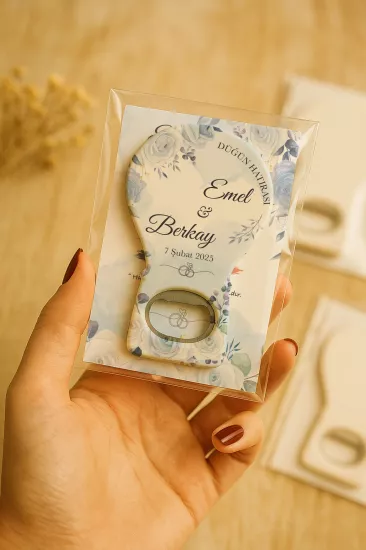 DÜĞÜN HATIRASI
Emel
&
Berkay
7 Şubat 2025